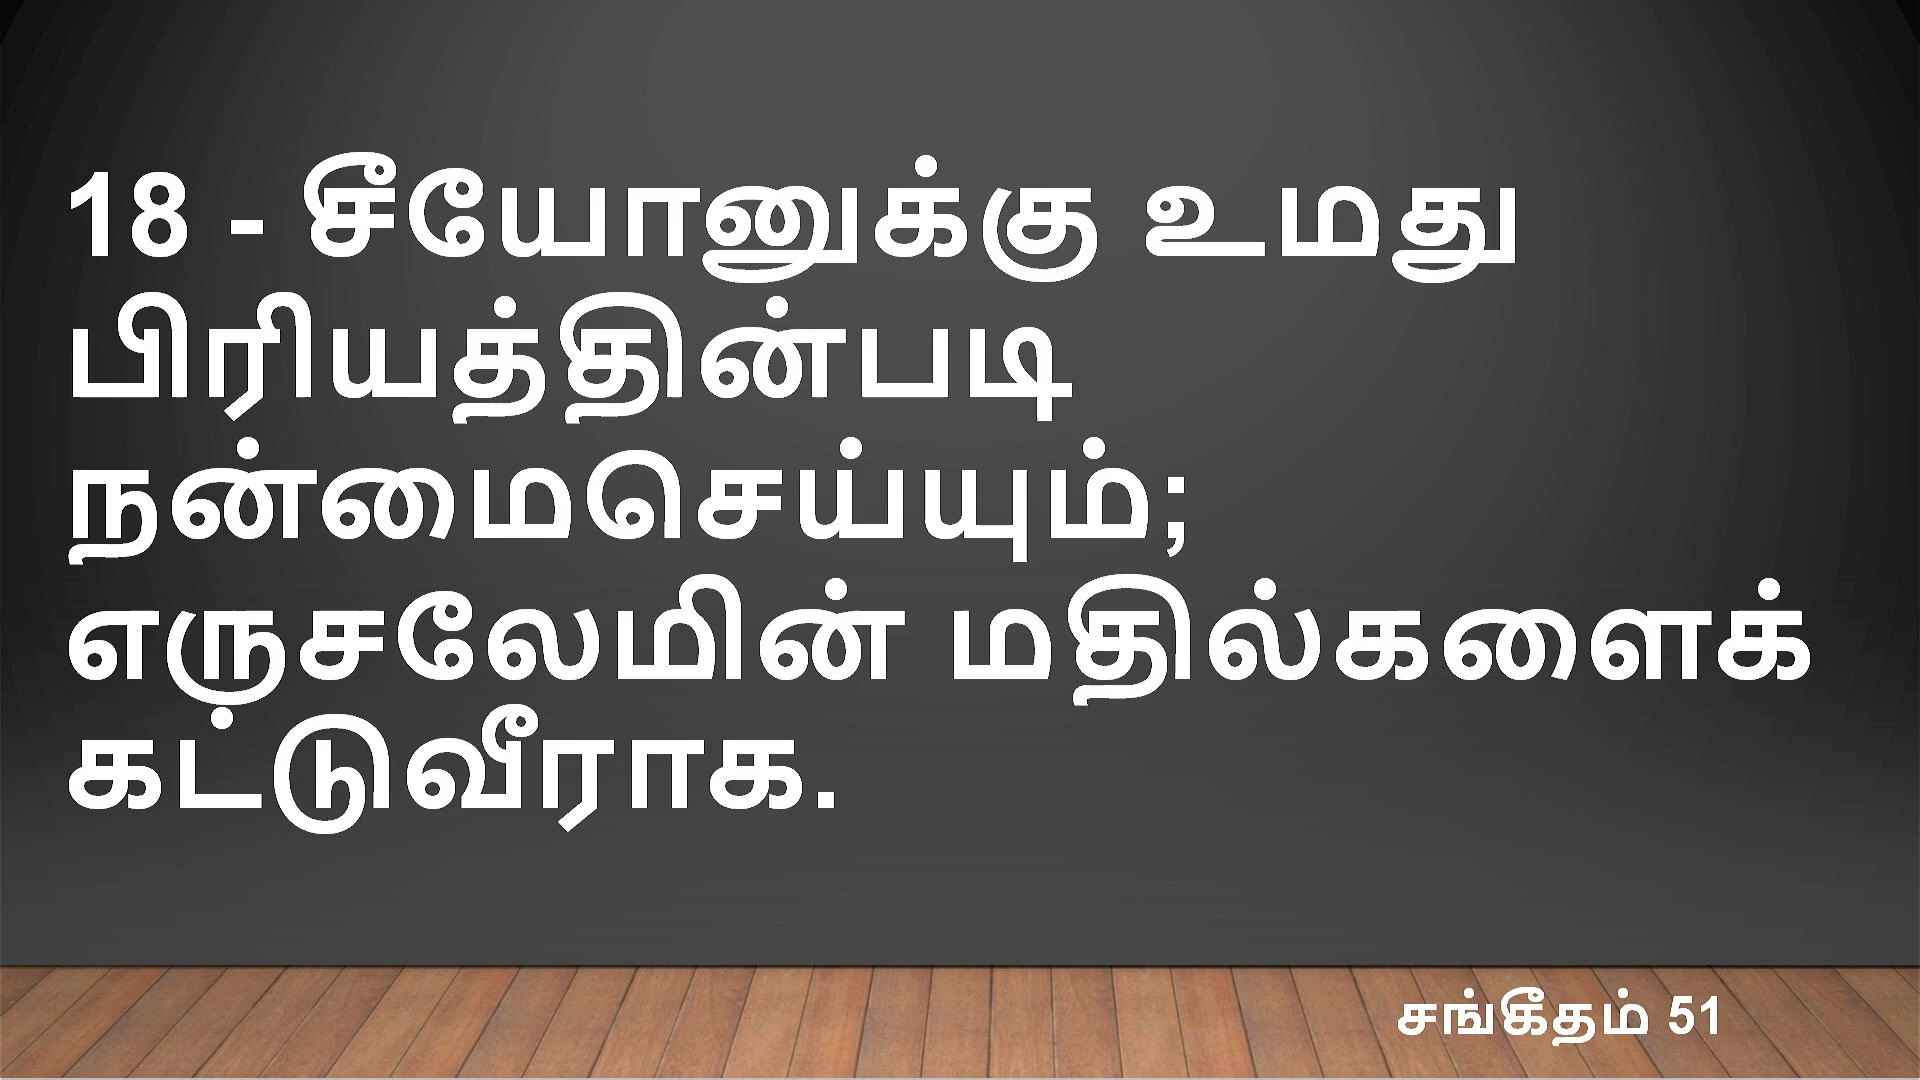 18 - சீயோனுக்கு உமது
பிரியத்தின்படி
நன்மைசெய்யும்;
எருசலேமின் மதில்களைக்
கட்டுவீராக.
சங்கீதம் 51